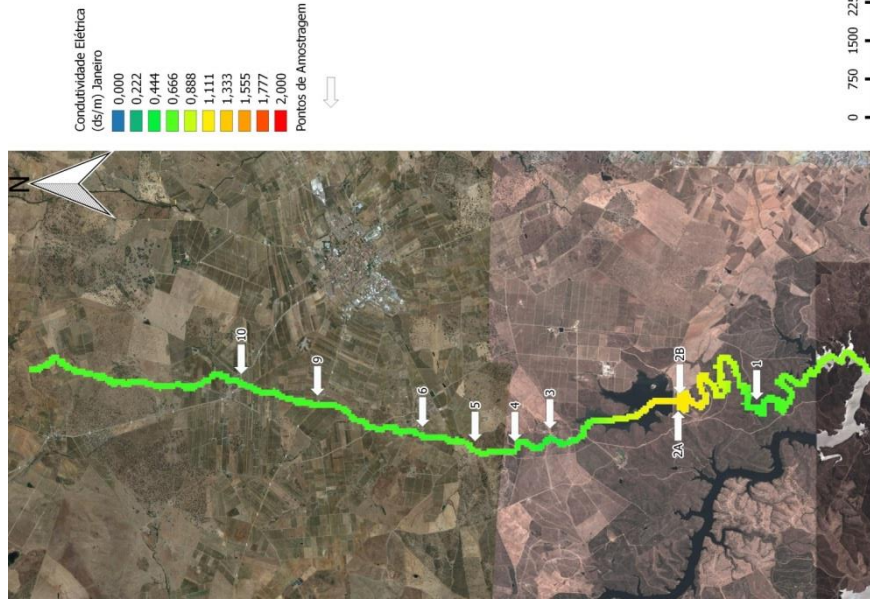 Condutividade Elétrica
(ds/m) Janeiro
0,000
0,222
0,444
0,666
0,888
1,111
1,333
1,555
1,777
2,000
Pontos de Amostragem
N
10
9
6
5
4
3
2A 2B
1
0 750 1500